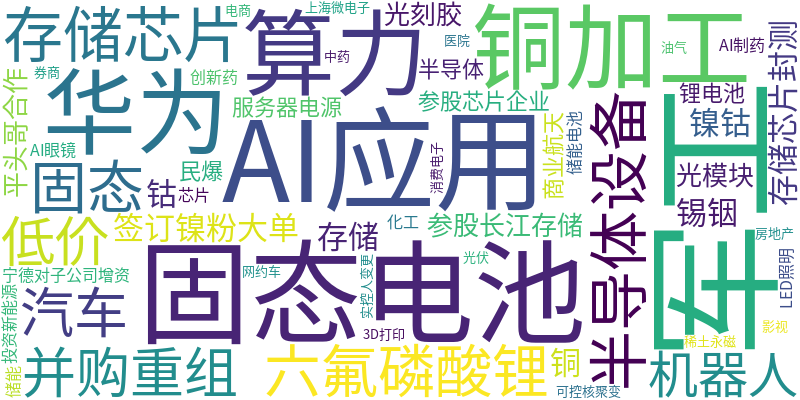 电商
上海微电子
光刻胶
存储芯片
算力
铜加工
医院
油气
AI制药
中药
券商
创新药
半导体
平头哥合作
华为
服务器电源
参股芯片企业
锂电池
存储芯片封测
AI应用
消费电子
商业航天
储能电池
半导体设备
镍钴
军工
AI眼镜
民爆
固态
钴
芯片
光模块
锡铟
低价
签订镍粉大单
存储
化工
参股长江存储
房地产
固态电池
宁德对子公司增资
网约车
实控人变更
光伏
LED照明
投资新能源
汽车
3D打印
影视
稀土永磁
储能
并购重组
六氟磷酸锂
铜
可控核聚变
机器人